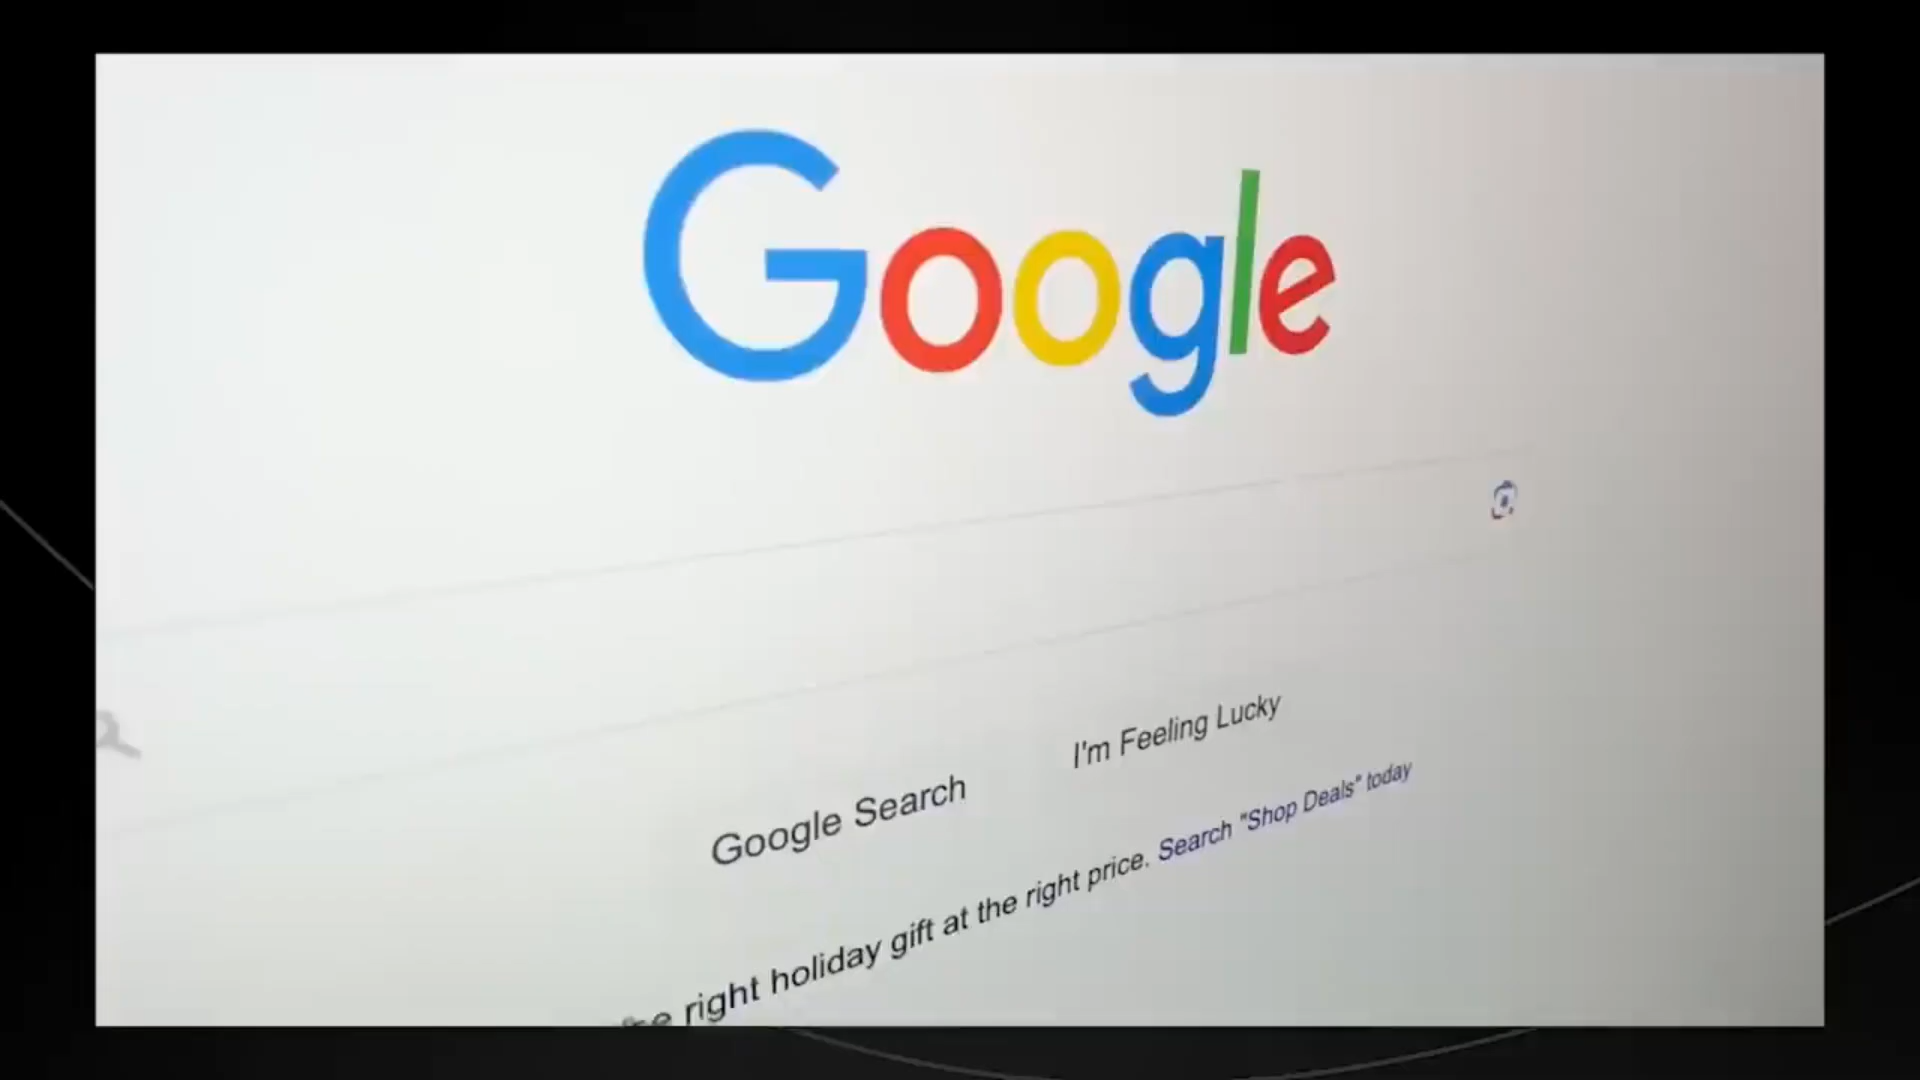 Google
I'm Feeling Lucky
Google Search
right holiday gift at the right price. Search "Shop Deals" today